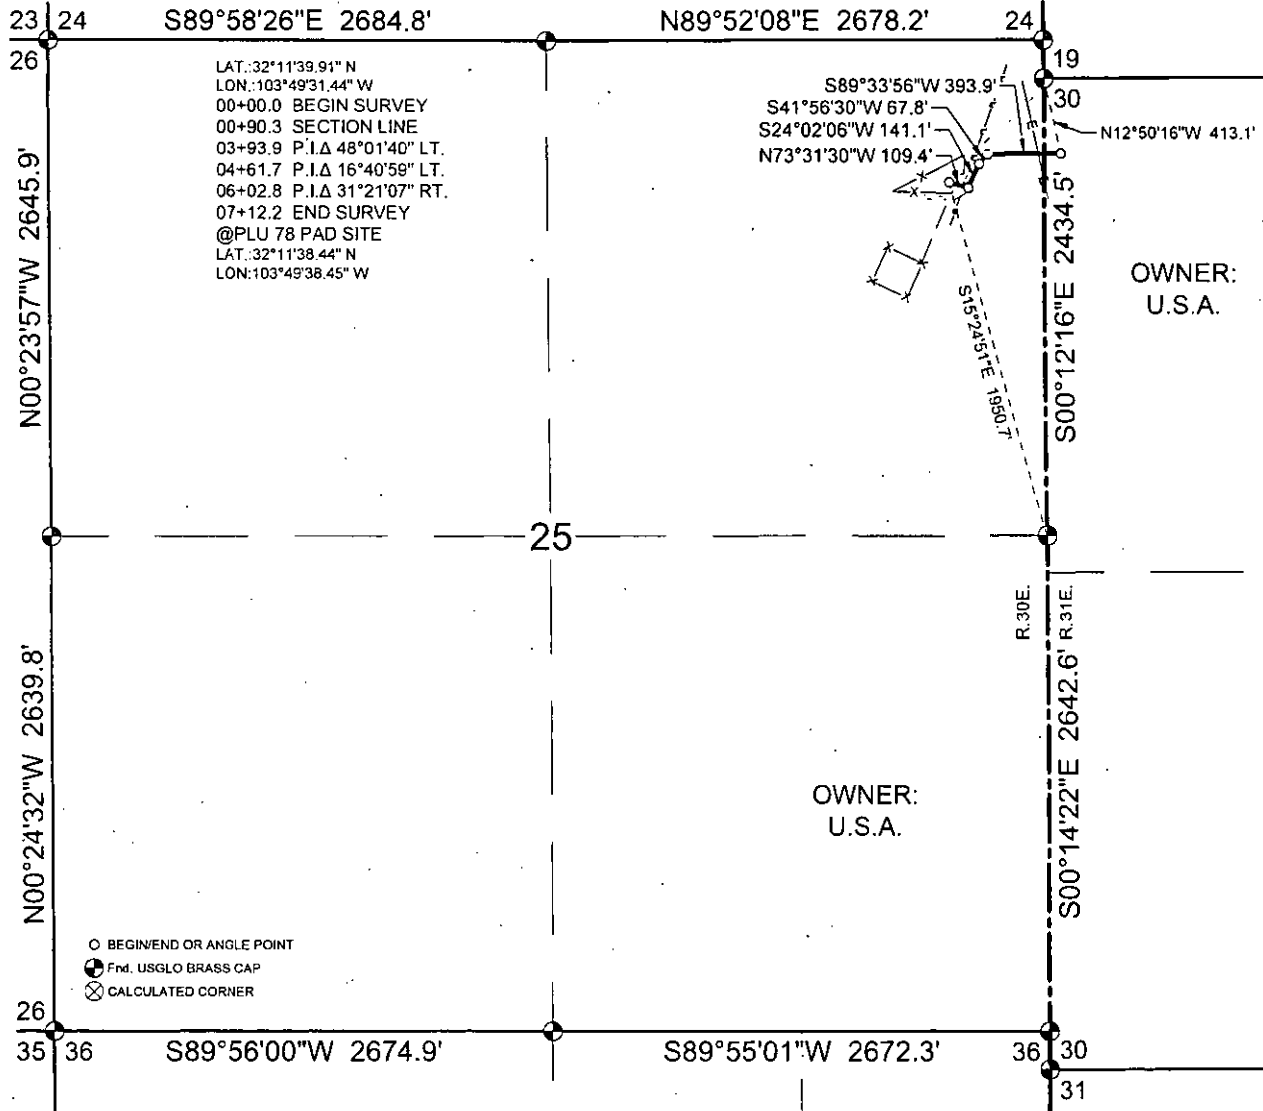 23 24
S89°58'26"E 2684.8'
N89°52'08"E 2678.2'
24
26
19
30
LAT.:32°11'39.91" N
LON.:103°49'31.44" W
00+00.0 BEGIN SURVEY
00+90.3 SECTION LINE
03+93.9 P.I.Δ 48°01'40" LT.
04+61.7 P.I.Δ 16°40'59" LT.
06+02.8 P.I.Δ 31°21'07" RT.
07+12.2 END SURVEY
@PLU 78 PAD SITE
LAT.:32°11'38.44" N
LON:103°49'38.45" W
S89°33'56"W 393.9'
S41°56'30"W 67.8'
S24°02'06"W 141.1'
N73°31'30"W 109.4'
N12°50'16"W 413.1'
N00°23'57"W 2645.9'
S00°12'16"E 2434.5'
S15°24'51"E 1950.7'
OWNER:
U.S.A.
25
R.30E.
R.31E.
N00°24'32"W 2639.8'
S00°14'22"E 2642.6'
OWNER:
U.S.A.
BEGIN/END OR ANGLE POINT
Fnd. USGLO BRASS CAP
CALCULATED CORNER
26
35 36
S89°56'00"W 2674.9'
S89°55'01"W 2672.3'
36 30
31